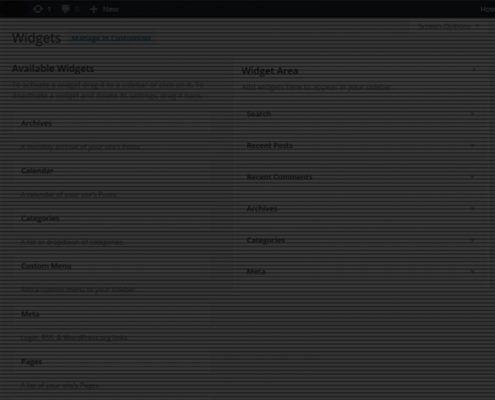 1 0 + New How
Screen Options
Widgets Manage in Customizer
Available Widgets
To activate a widget drag it to a sidebar or click on it. To
deactivate a widget and delete its settings, drag it back.
Archives
A monthly archive of your site's Posts.
Calendar
A calendar of your site's Posts.
Categories
A list or dropdown of categories.
Custom Menu
Add a custom menu to your sidebar.
Meta
Login, RSS, & WordPress.org links.
Pages
A list of your site's Pages.
Widget Area
Add widgets here to appear in your sidebar.
Search
Recent Posts
Recent Comments
Archives
Categories
Meta